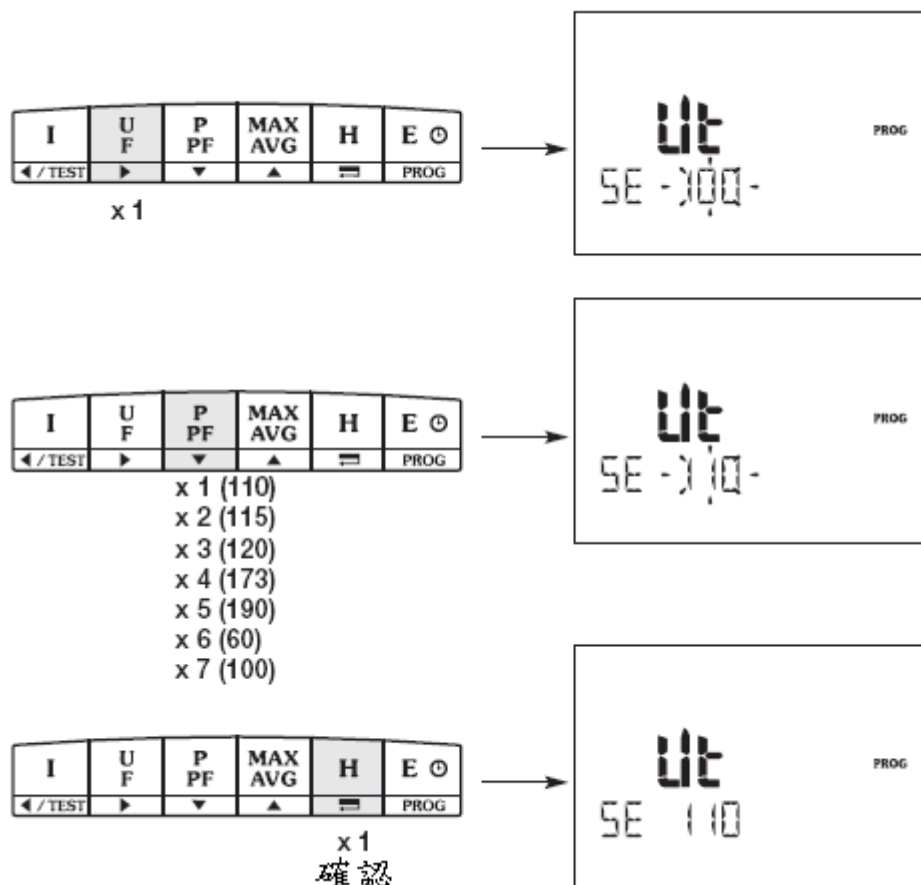 I U F P PF MAX AVG H E
◀ / TEST ▶ ▼ ▲ PROG
x 1
Ut PROG
SE -100-
I U F P PF MAX AVG H E
◀ / TEST ▶ ▼ ▲ PROG
x 1 (110)
x 2 (115)
x 3 (120)
x 4 (173)
x 5 (190)
x 6 (60)
x 7 (100)
Ut PROG
SE -110-
I U F P PF MAX AVG H E
◀ / TEST ▶ ▼ ▲ PROG
x 1
確認
Ut PROG
SE 110